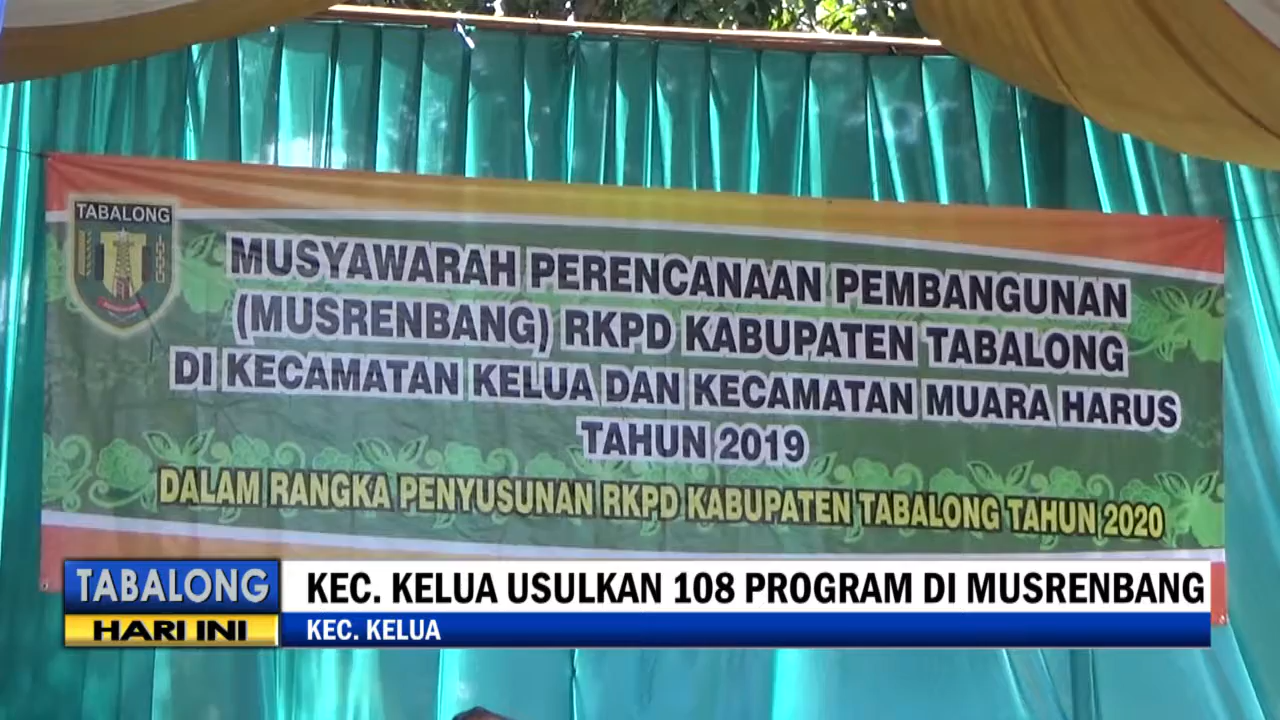 TABALONG
MUSYAWARAH PERENCANAAN PEMBANGUNAN
(MUSRENBANG) RKPD KABUPATEN TABALONG
DI KECAMATAN KELUA DAN KECAMATAN MUARA HARUS
TAHUN 2019
DALAM RANGKA PENYUSUNAN RKPD KABUPATEN TABALONG TAHUN 2020
TABALONG
HARI INI
KEC. KELUA USULKAN 108 PROGRAM DI MUSRENBANG
KEC. KELUA